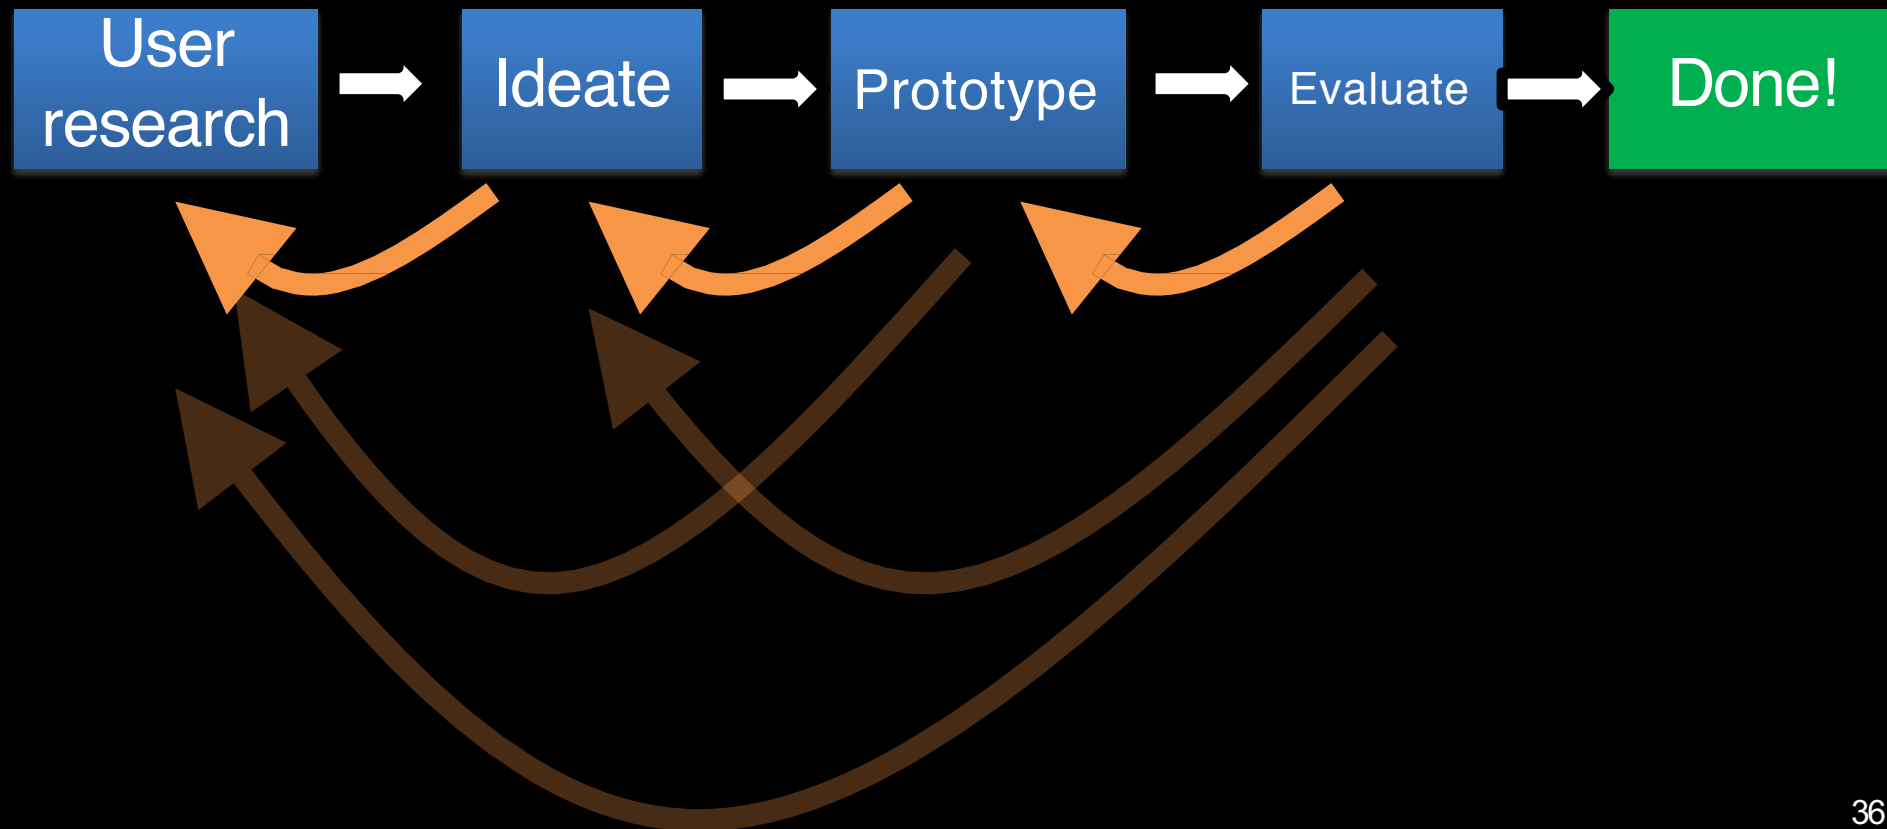 User
research
Ideate
Prototype
Evaluate
Done!
36